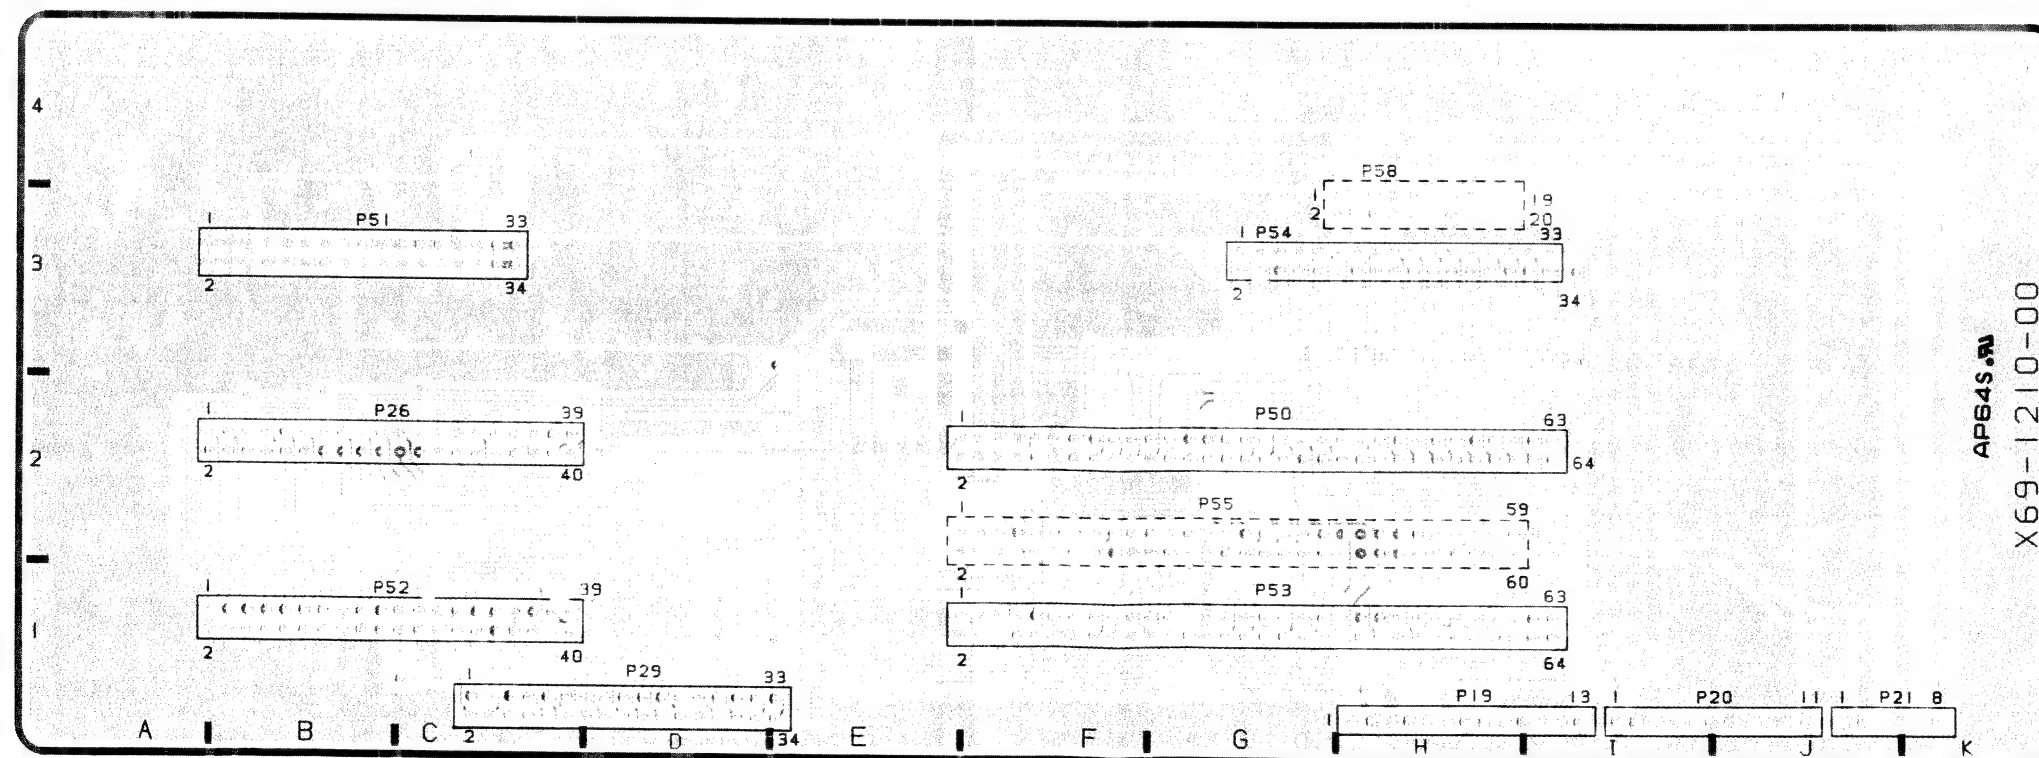 4
P58
1 19
2 20
1 P51 33
1 P54 33
3
2 34
2 34
1 P26 39
1 P50 63
2
2 40
2 64
1 P55 59
2 60
1 P52 39
1 P53 63
1
2 40
2 64
1 P29 33
2 34
1 P19 13
1 P20 11
1 P21 8
A B C D E F G H I J K
AP64S.RU
X69-1210-00